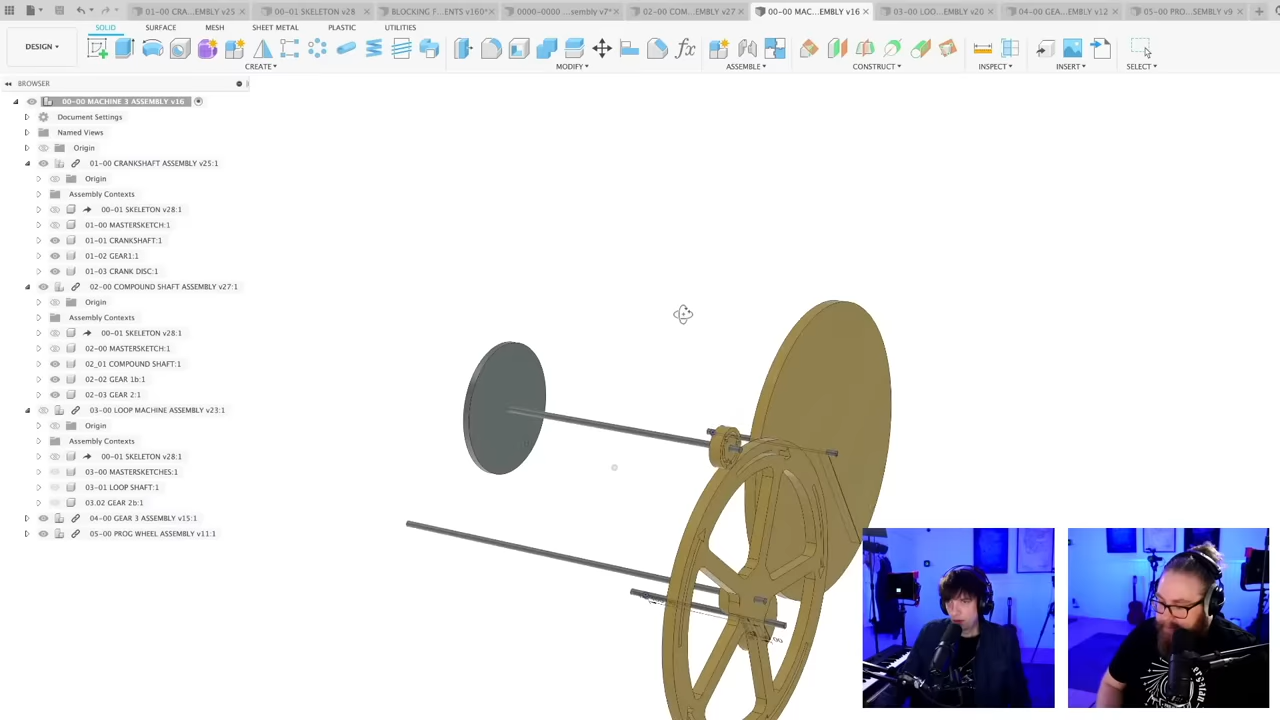 01-00 CRA...EMBLY v25
00-01 SKELETON v28
BLOCKING F...ENTS v160*
0000-0000 ...sembly v7*
02-00 COM...EMBLY v27
00-00 MAC...EMBLY v16
03-00 LOO...EMBLY v20
04-00 GEA...EMBLY v12
05-00 PRO...SEMBLY v9
SOLID SURFACE MESH SHEET METAL PLASTIC UTILITIES
DESIGN
CREATE MODIFY ASSEMBLE CONSTRUCT INSPECT INSERT SELECT
BROWSER
00-00 MACHINE 3 ASSEMBLY v16
Document Settings
Named Views
Origin
01-00 CRANKSHAFT ASSEMBLY v25:1
Origin
Assembly Contexts
00-01 SKELETON v28:1
01-00 MASTERSKETCH:1
01-01 CRANKSHAFT:1
01-02 GEAR1:1
01-03 CRANK DISC:1
02-00 COMPOUND SHAFT ASSEMBLY v27:1
Origin
Assembly Contexts
00-01 SKELETON v28:1
02-00 MASTERSKETCH:1
02_01 COMPOUND SHAFT:1
02-02 GEAR 1b:1
02-03 GEAR 2:1
03-00 LOOP MACHINE ASSEMBLY v23:1
Origin
Assembly Contexts
00-01 SKELETON v28:1
03-00 MASTERSKETCHES:1
03-01 LOOP SHAFT:1
03.02 GEAR 2b:1
04-00 GEAR 3 ASSEMBLY v15:1
05-00 PROG WHEEL ASSEMBLY v11:1